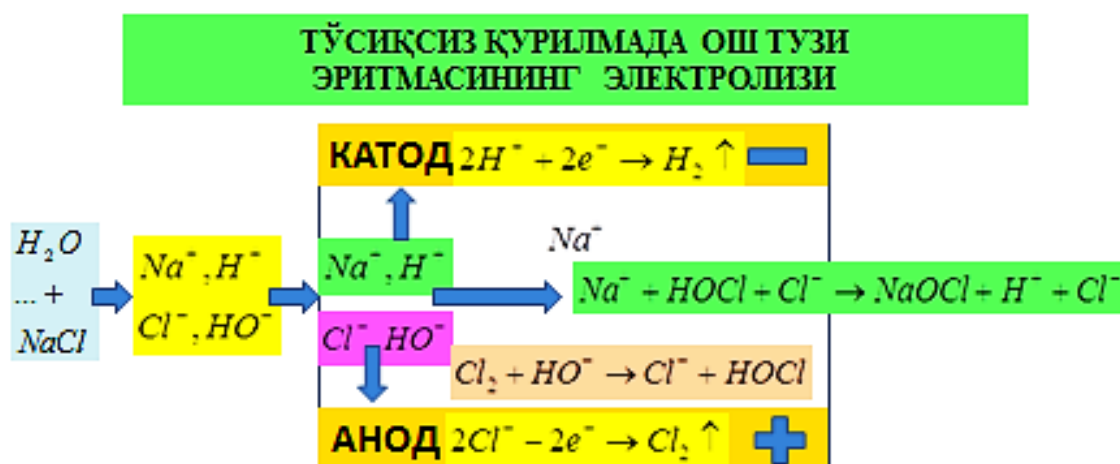 ТЎСИҚСИЗ ҚУРИЛМАДА ОШ ТУЗИ
ЭРИТМАСИНИНГ ЭЛЕКТРОЛИЗИ
КАТОД 2H⁻ + 2e⁻ → H₂ ↑
H₂O
... +
NaCl
Na⁻, H⁻
Cl⁻, HO⁻
Na⁻, H⁻
Cl⁻, HO⁻
Na⁺
Na⁻ + HOCl + Cl⁻ → NaOCl + H⁻ + Cl⁻
Cl₂ + HO⁻ → Cl⁻ + HOCl
АНОД 2Cl⁻ − 2e⁻ → Cl₂ ↑